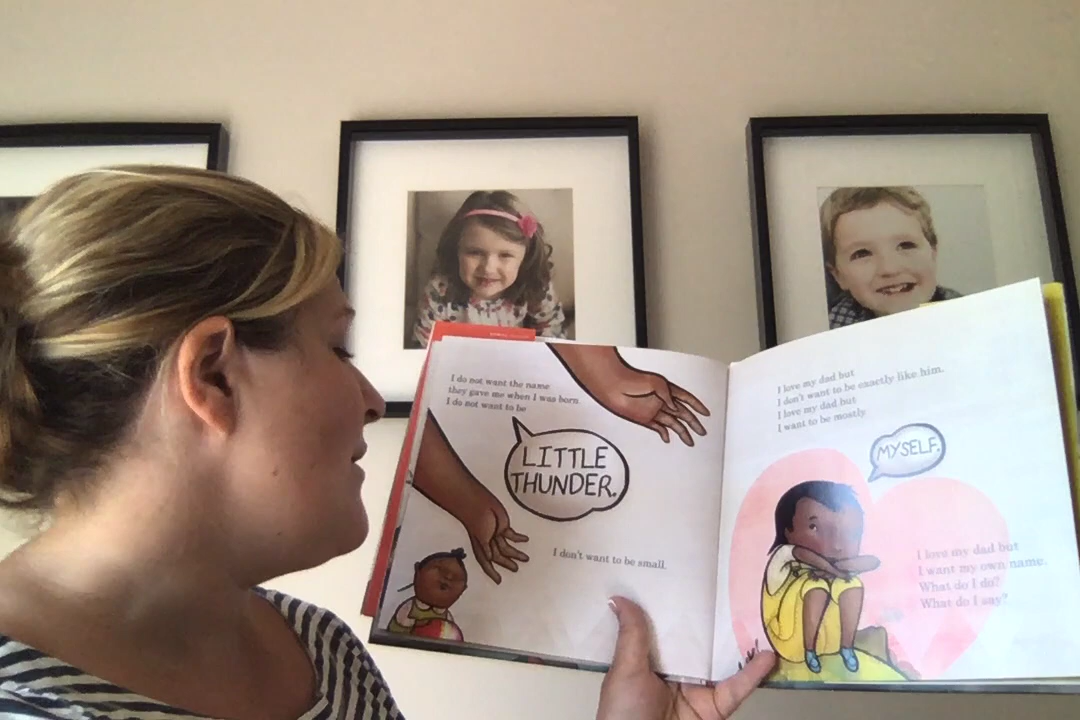 I do not want the name
they gave me when I was born.
I do not want to be
LITTLE
THUNDER.
I don't want to be small.
I love my dad but
I don't want to be exactly like him.
I love my dad but
I want to be mostly
MYSELF.
I love my dad but
I want my own name.
What do I do?
What do I say?